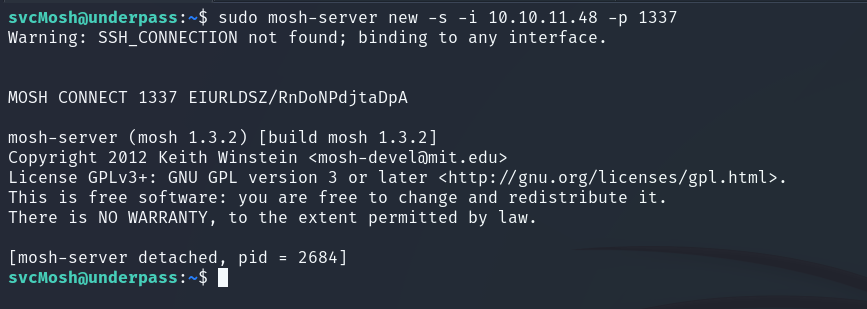 svcMosh@underpass:~$ sudo mosh-server new -s -i 10.10.11.48 -p 1337
Warning: SSH_CONNECTION not found; binding to any interface.
MOSH CONNECT 1337 EIURLDSZ/RnDoNPdjtaDpA
mosh-server (mosh 1.3.2) [build mosh 1.3.2]
Copyright 2012 Keith Winstein <mosh-devel@mit.edu>
License GPLv3+: GNU GPL version 3 or later <http://gnu.org/licenses/gpl.html>.
This is free software: you are free to change and redistribute it.
There is NO WARRANTY, to the extent permitted by law.
[mosh-server detached, pid = 2684]
svcMosh@underpass:~$